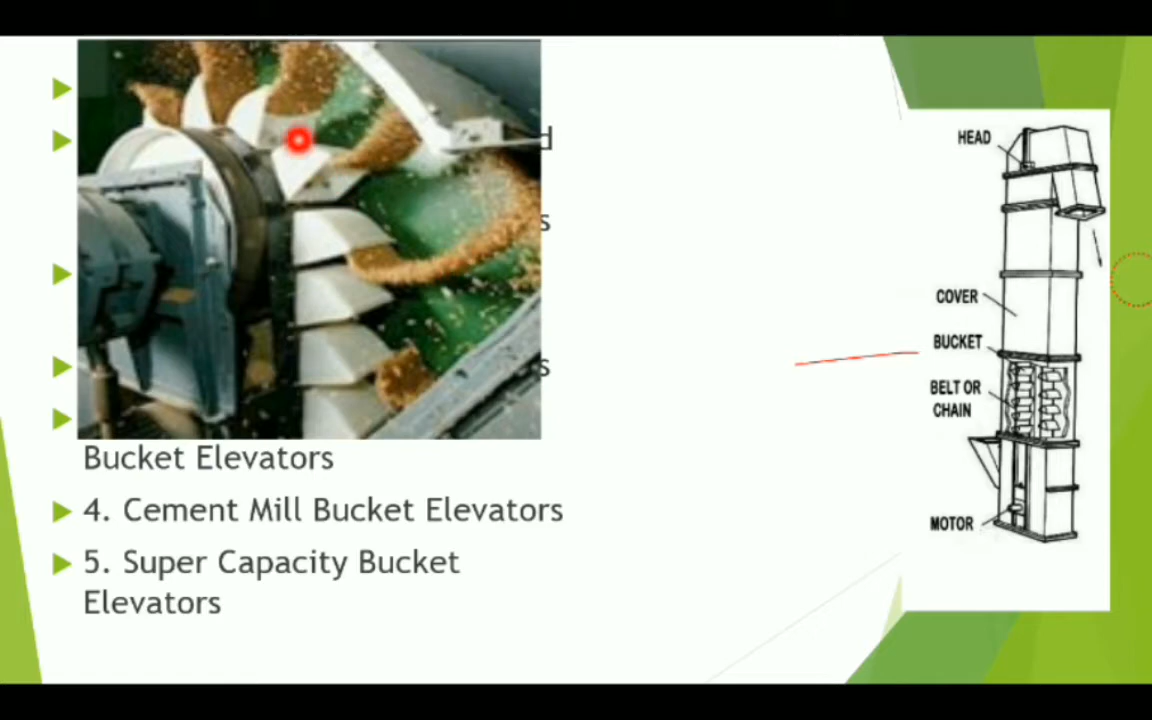 d
s
s
Bucket Elevators
4. Cement Mill Bucket Elevators
5. Super Capacity Bucket
Elevators
HEAD
COVER
BUCKET
BELT OR
CHAIN
MOTOR